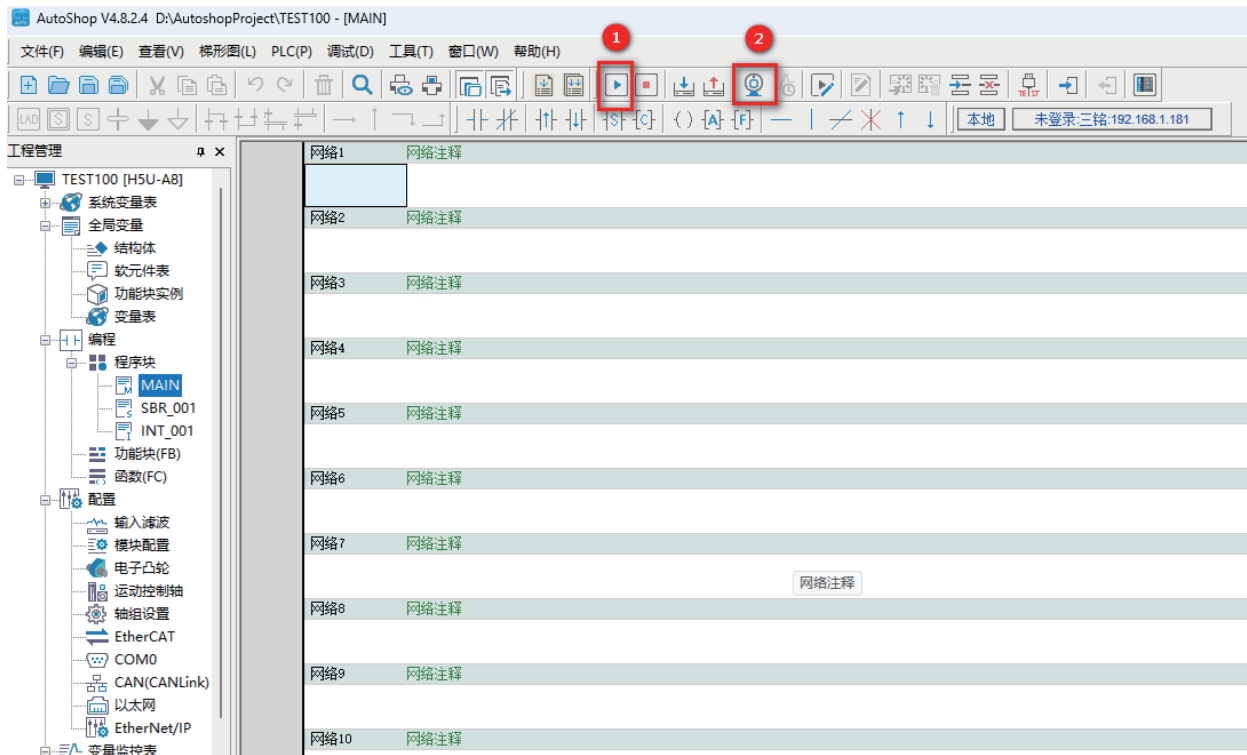 AutoShop V4.8.2.4 D:\AutoshopProject\TEST100 - [MAIN]
文件(F) 编辑(E) 查看(V) 梯形图(L) PLC(P) 调试(D) 工具(T) 窗口(W) 帮助(H)
1 2
TEST
LAD S S S C ( ) A F 本地 未登录:三铭:192.168.1.181
工程管理
TEST100 [H5U-A8]
系统变量表
全局变量
结构体
软元件表
功能块实例
变量表
编程
程序块
MAIN
SBR_001
INT_001
功能块(FB)
函数(FC)
配置
输入滤波
模块配置
电子凸轮
运动控制轴
轴组设置
EtherCAT
COM0
CAN(CANLink)
以太网
EtherNet/IP
变量监控表
网络1 网络注释
网络2 网络注释
网络3 网络注释
网络4 网络注释
网络5 网络注释
网络6 网络注释
网络7 网络注释
网络注释
网络8 网络注释
网络9 网络注释
网络10 网络注释